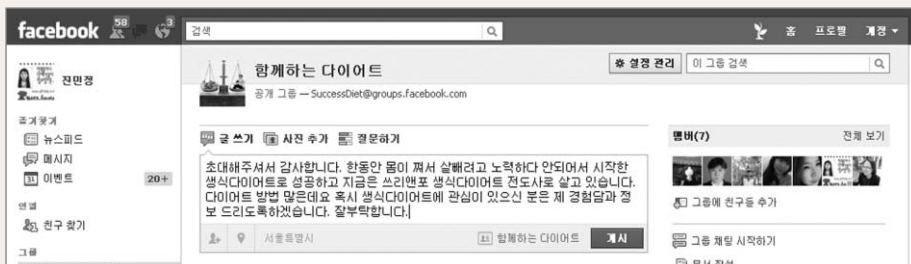 facebook 58 3 검색 홈 프로필 계정
진민정
함께하는 다이어트 설정 관리 이 그룹 검색
공개 그룹 — SuccessDiet@groups.facebook.com
즐겨찾기
뉴스피드
메시지
이벤트 20+
친구 찾기
그룹
글 쓰기 사진 추가 질문하기
초대해주셔서 감사합니다. 한동안 몸이 쪄서 살빼려고 노력하다 안되어서 시작한
생식다이어트로 성공하고 지금은 쓰리앤포 생식다이어트 전도사로 살고 있습니다.
다이어트 방법 많은데요 혹시 생식다이어트에 관심이 있으신 분은 제 경험담과 정
보 드리도록하겠습니다. 잘부탁합니다.
서울특별시 함께하는 다이어트 게시
멤버(7) 전체 보기
그룹에 친구들 추가
그룹 채팅 시작하기